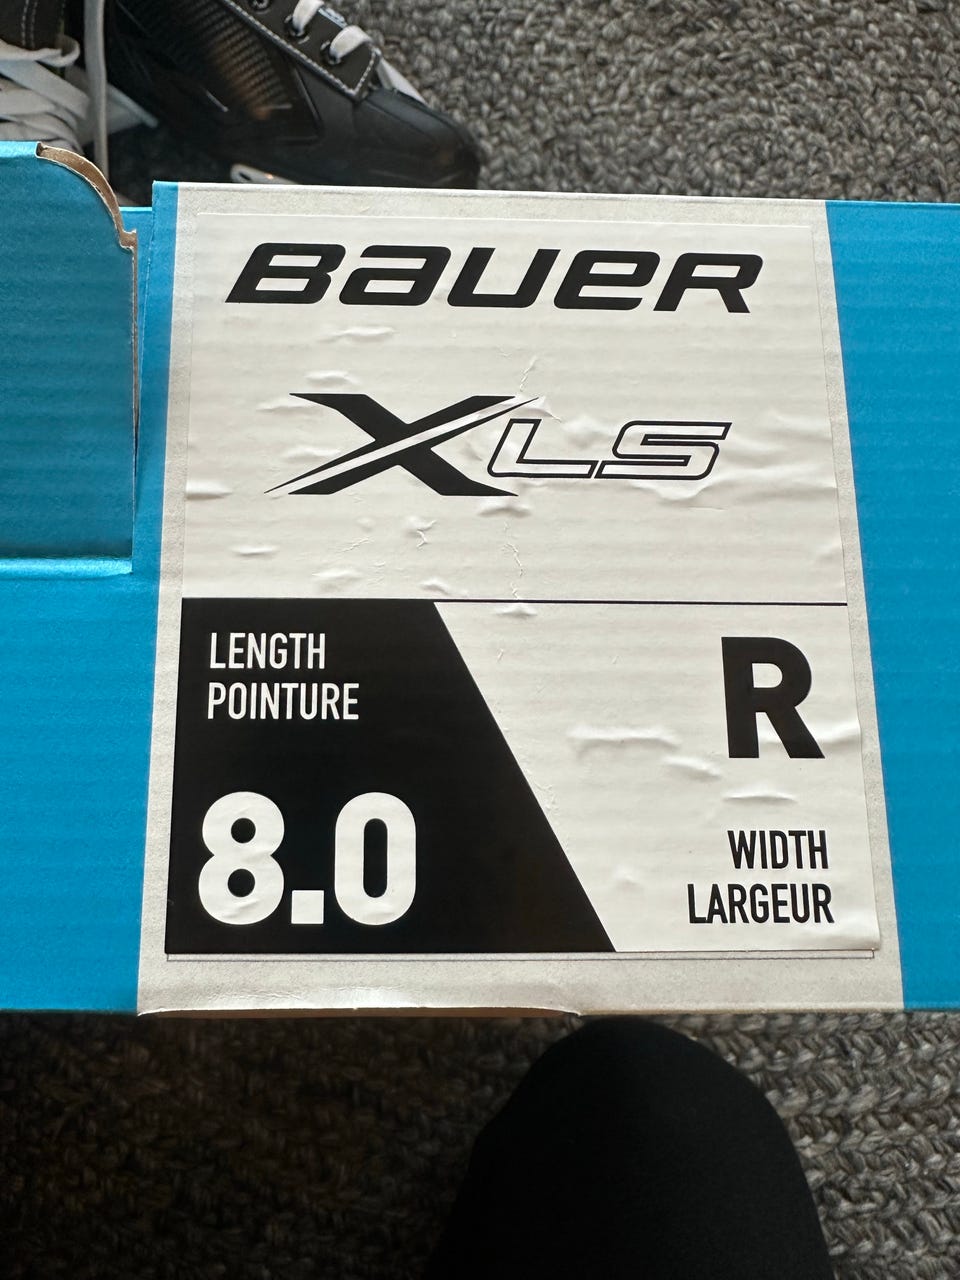 BAUER
XLS
LENGTH
POINTURE
8.0
R
WIDTH
LARGEUR